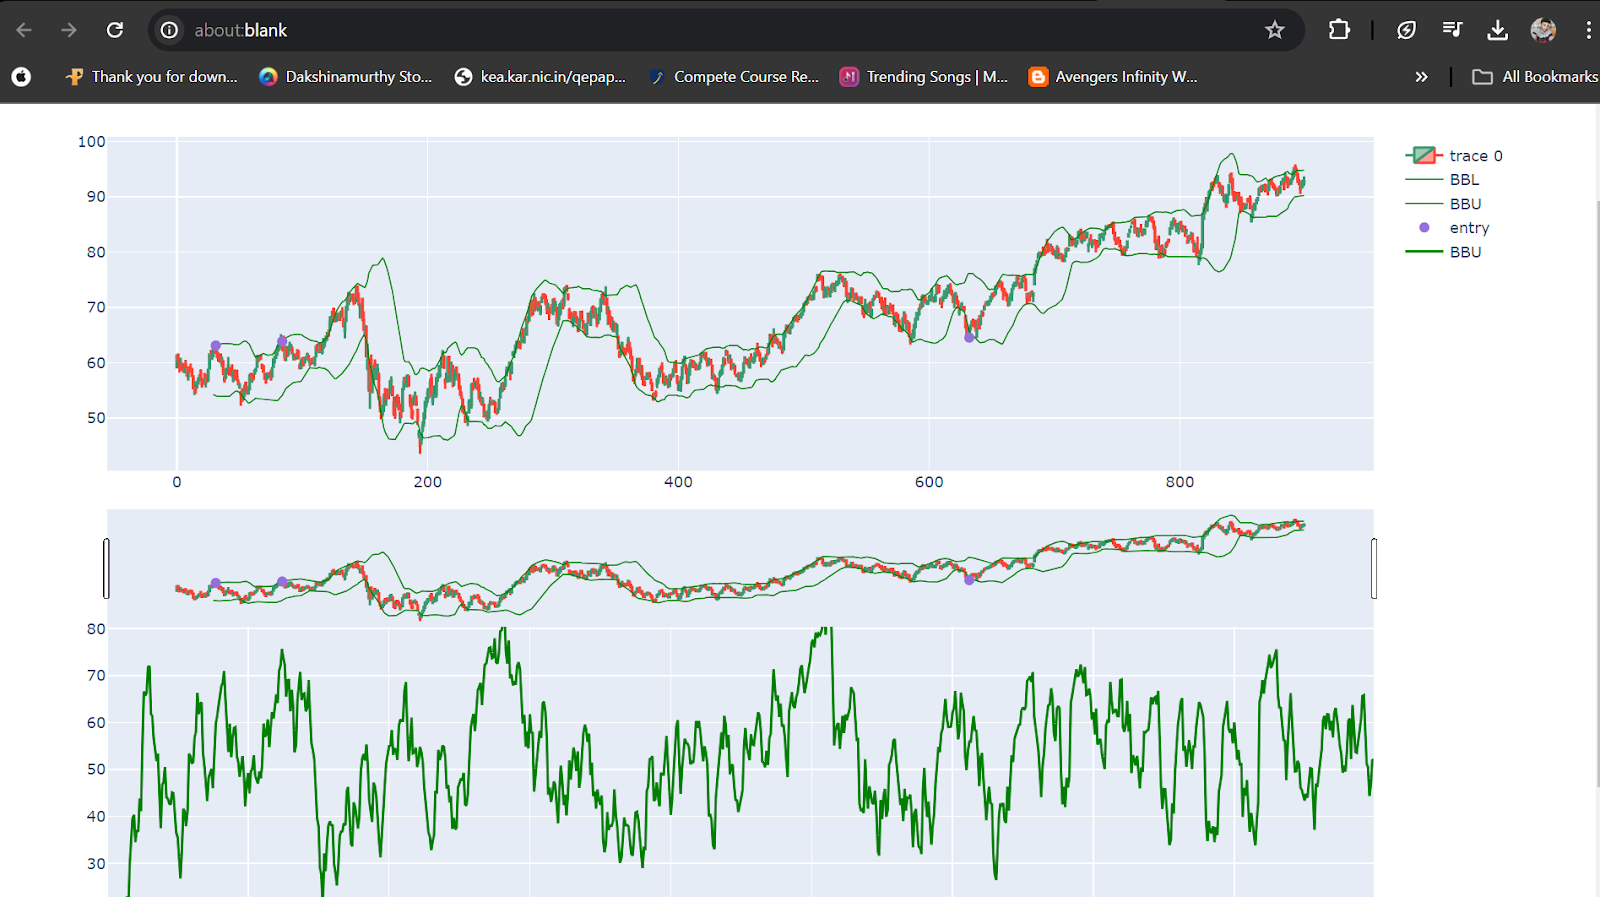 about:blank
Thank you for down... Dakshinamurthy Sto... kea.kar.nic.in/qepap... Compete Course Re... Trending Songs | M... Avengers Infinity W... » All Bookmarks
100
90
80
70
60
50
0 200 400 600 800
trace 0
BBL
BBU
entry
BBU
80
70
60
50
40
30